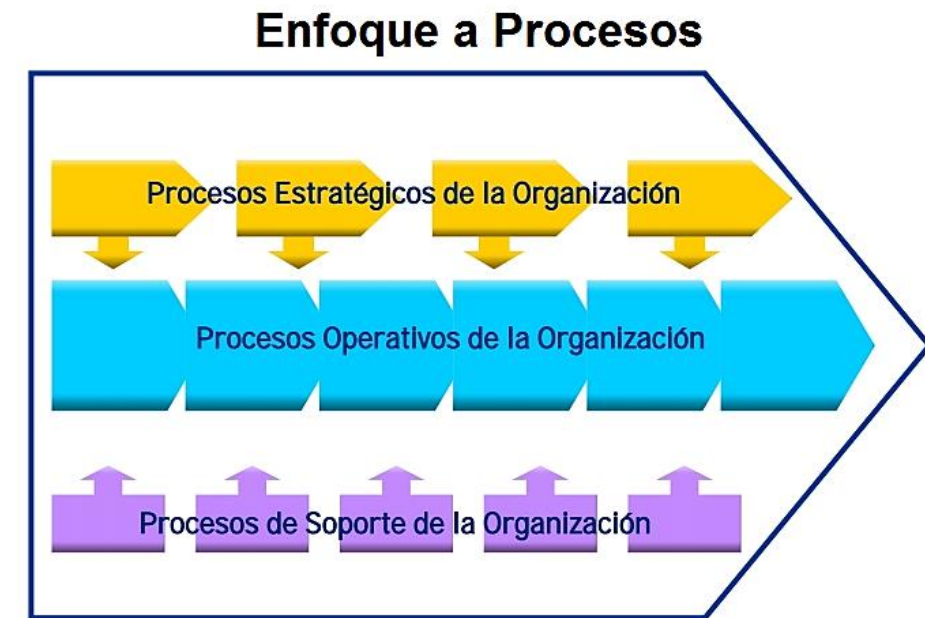 Enfoque a Procesos
Procesos Estratégicos de la Organización
Procesos Operativos de la Organización
Procesos de Soporte de la Organización